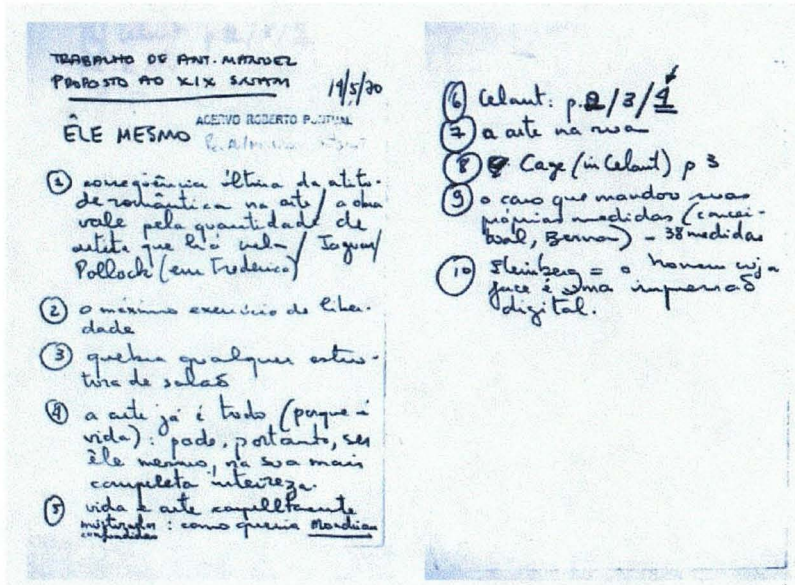 TRABALHO DE ANT. MANUEL
PROPOSTO AO XIX SNAM
19/5/70
ACERVO ROBERTO PONTUAL
ÊLE MESMO
① conseqüência última da atitu-
de romântica na arte / a obra
vale pela quantidade de
artista que há nela /
Pollock (em Frederico)
② o máximo exercício de liber-
dade
③ quebra qualquer estru-
tura de salão
④ a arte já é tudo (porque é
vida): pode, portanto, ser
êle mesmo, na sua mais
completa inteireza.
⑤ vida e arte completamente
misturadas
confundidas : como queria Mondrian
⑥ Celant: p. 2/3/4
⑦ a arte na rua
⑧ Cage (in Celant) p 3
⑨ o caso que mandou suas
próprias medidas (concei-
tual, Bernar) - 38 medidas
⑩ Steinberg = o homem cuja
face é uma impressão
digital.